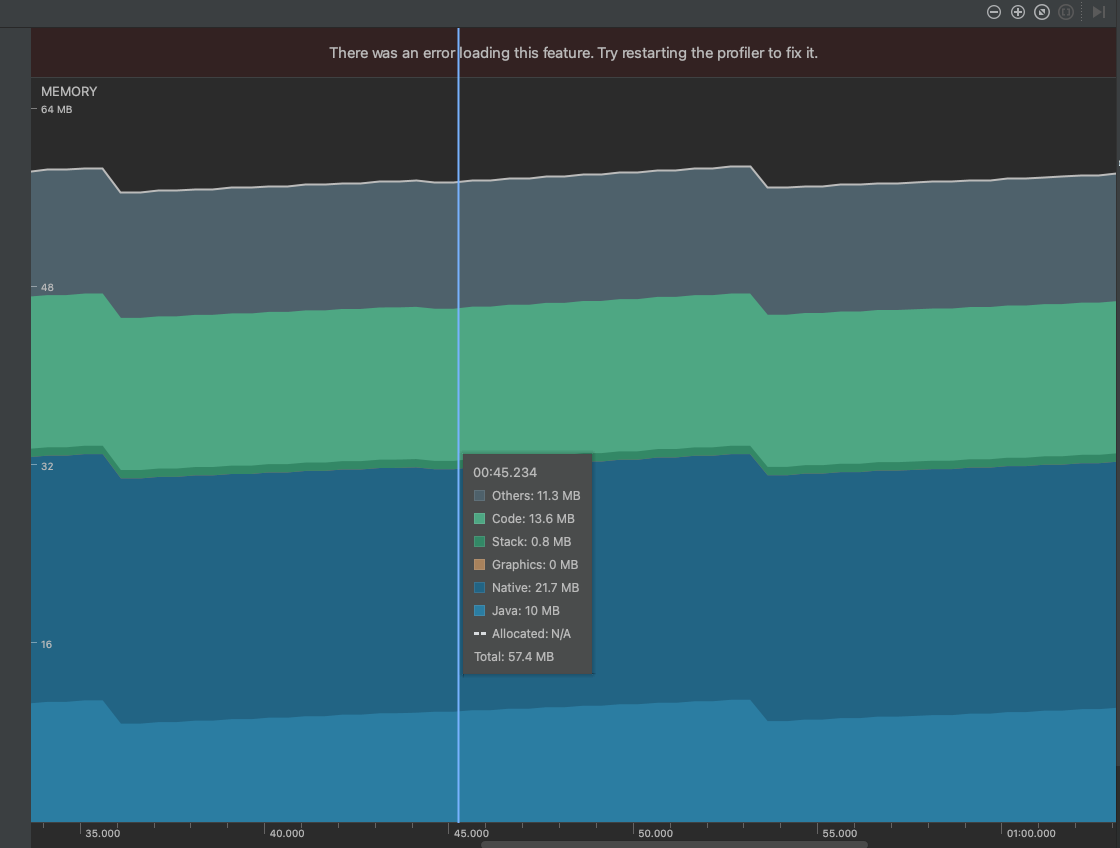 There was an error loading this feature. Try restarting the profiler to fix it.
MEMORY
64 MB
48
32
16
00:45.234
Others: 11.3 MB
Code: 13.6 MB
Stack: 0.8 MB
Graphics: 0 MB
Native: 21.7 MB
Java: 10 MB
Allocated: N/A
Total: 57.4 MB
35.000 40.000 45.000 50.000 55.000 01:00.000